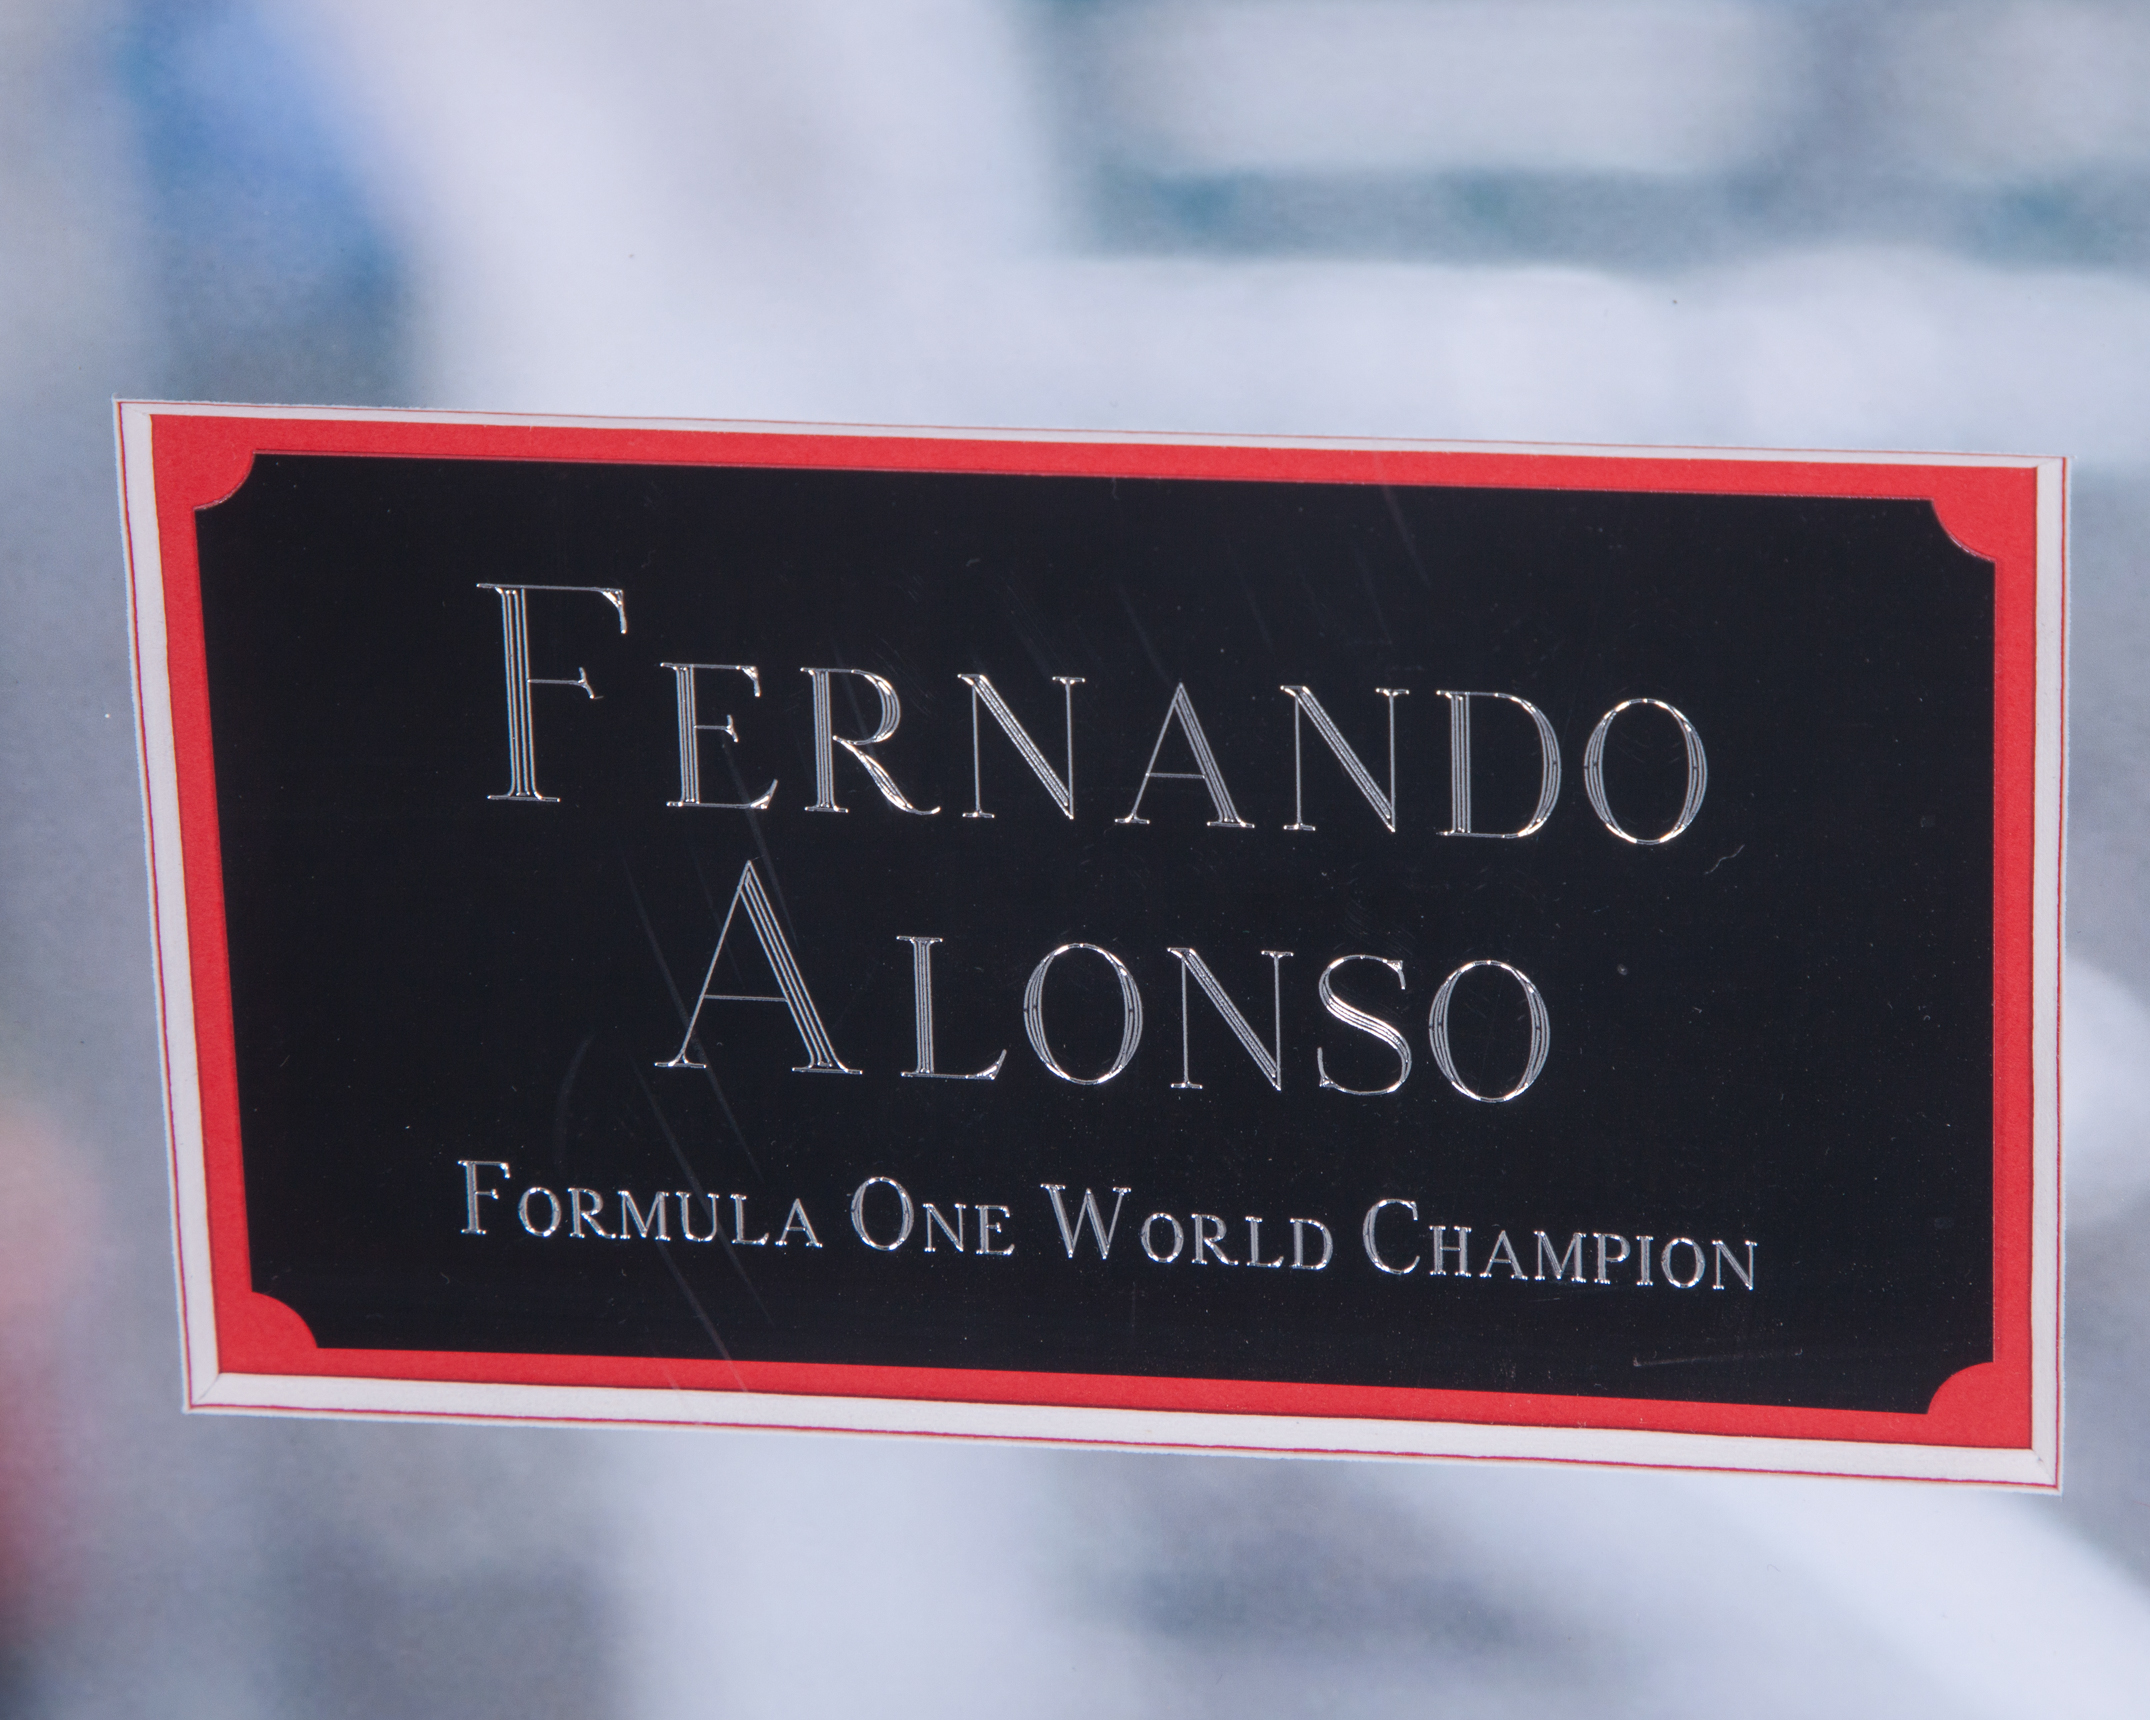 Fernando
Alonso
Formula One World Champion